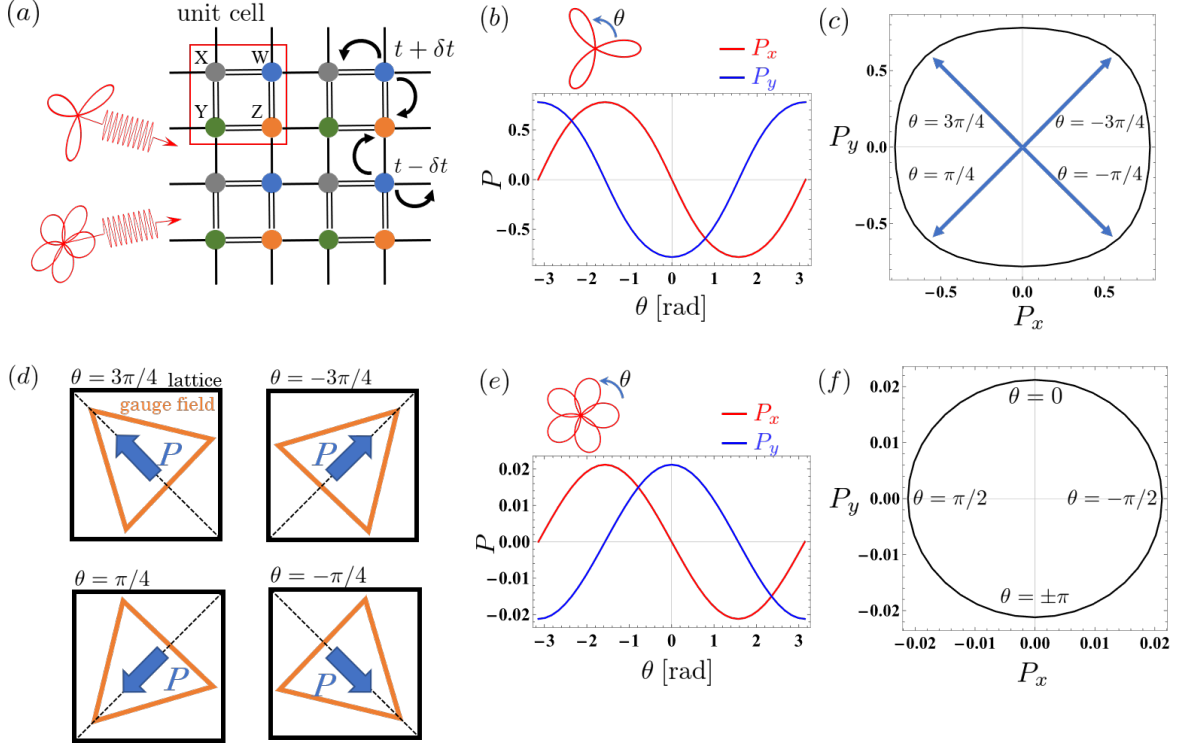 (a)
unit cell
X
W
Y
Z
t + δt
t − δt
(b)
θ
P_x
P_y
P
0.5
0.0
−0.5
−3
−2
−1
0
1
2
3
θ [rad]
(c)
P_y
0.5
0.0
−0.5
θ = 3π/4
θ = −3π/4
θ = π/4
θ = −π/4
−0.5
0.0
0.5
P_x
(d)
θ = 3π/4
lattice
gauge field
P
θ = −3π/4
P
θ = π/4
P
θ = −π/4
P
(e)
θ
P_x
P_y
P
0.02
0.01
0.00
−0.01
−0.02
−3
−2
−1
0
1
2
3
θ [rad]
(f)
P_y
0.02
0.01
0.00
−0.01
−0.02
θ = 0
θ = π/2
θ = −π/2
θ = ±π
−0.02
−0.01
0.00
0.01
0.02
P_x